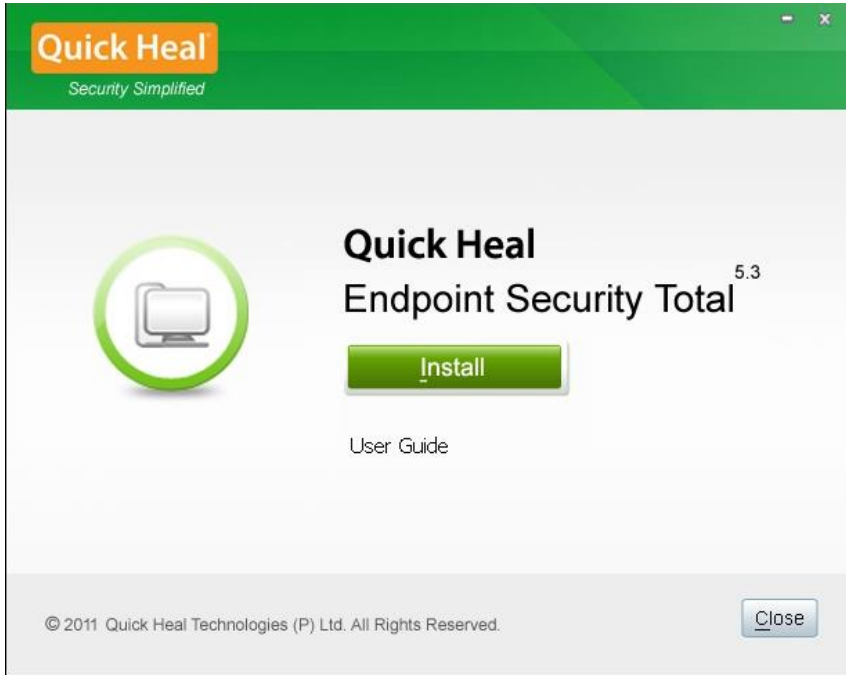 Quick Heal
Security Simplified
Quick Heal
Endpoint Security Total 5.3
Install
User Guide
© 2011 Quick Heal Technologies (P) Ltd. All Rights Reserved.
Close